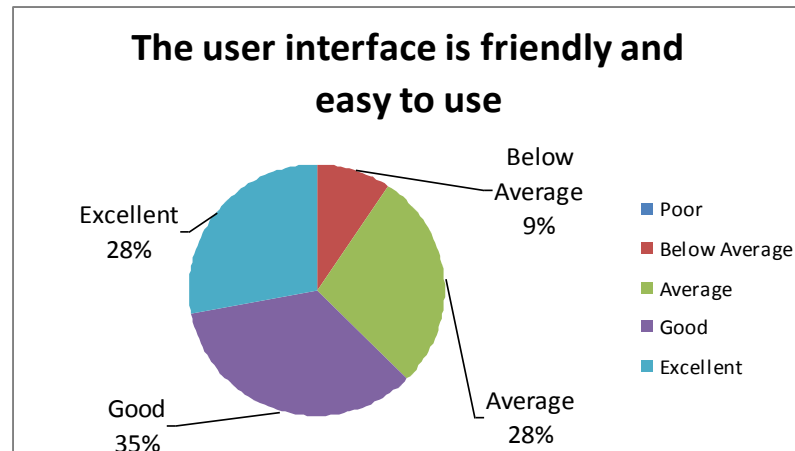 The user interface is friendly and
easy to use
Below
Average
9%
Excellent
28%
Good
35%
Average
28%
Poor
Below Average
Average
Good
Excellent